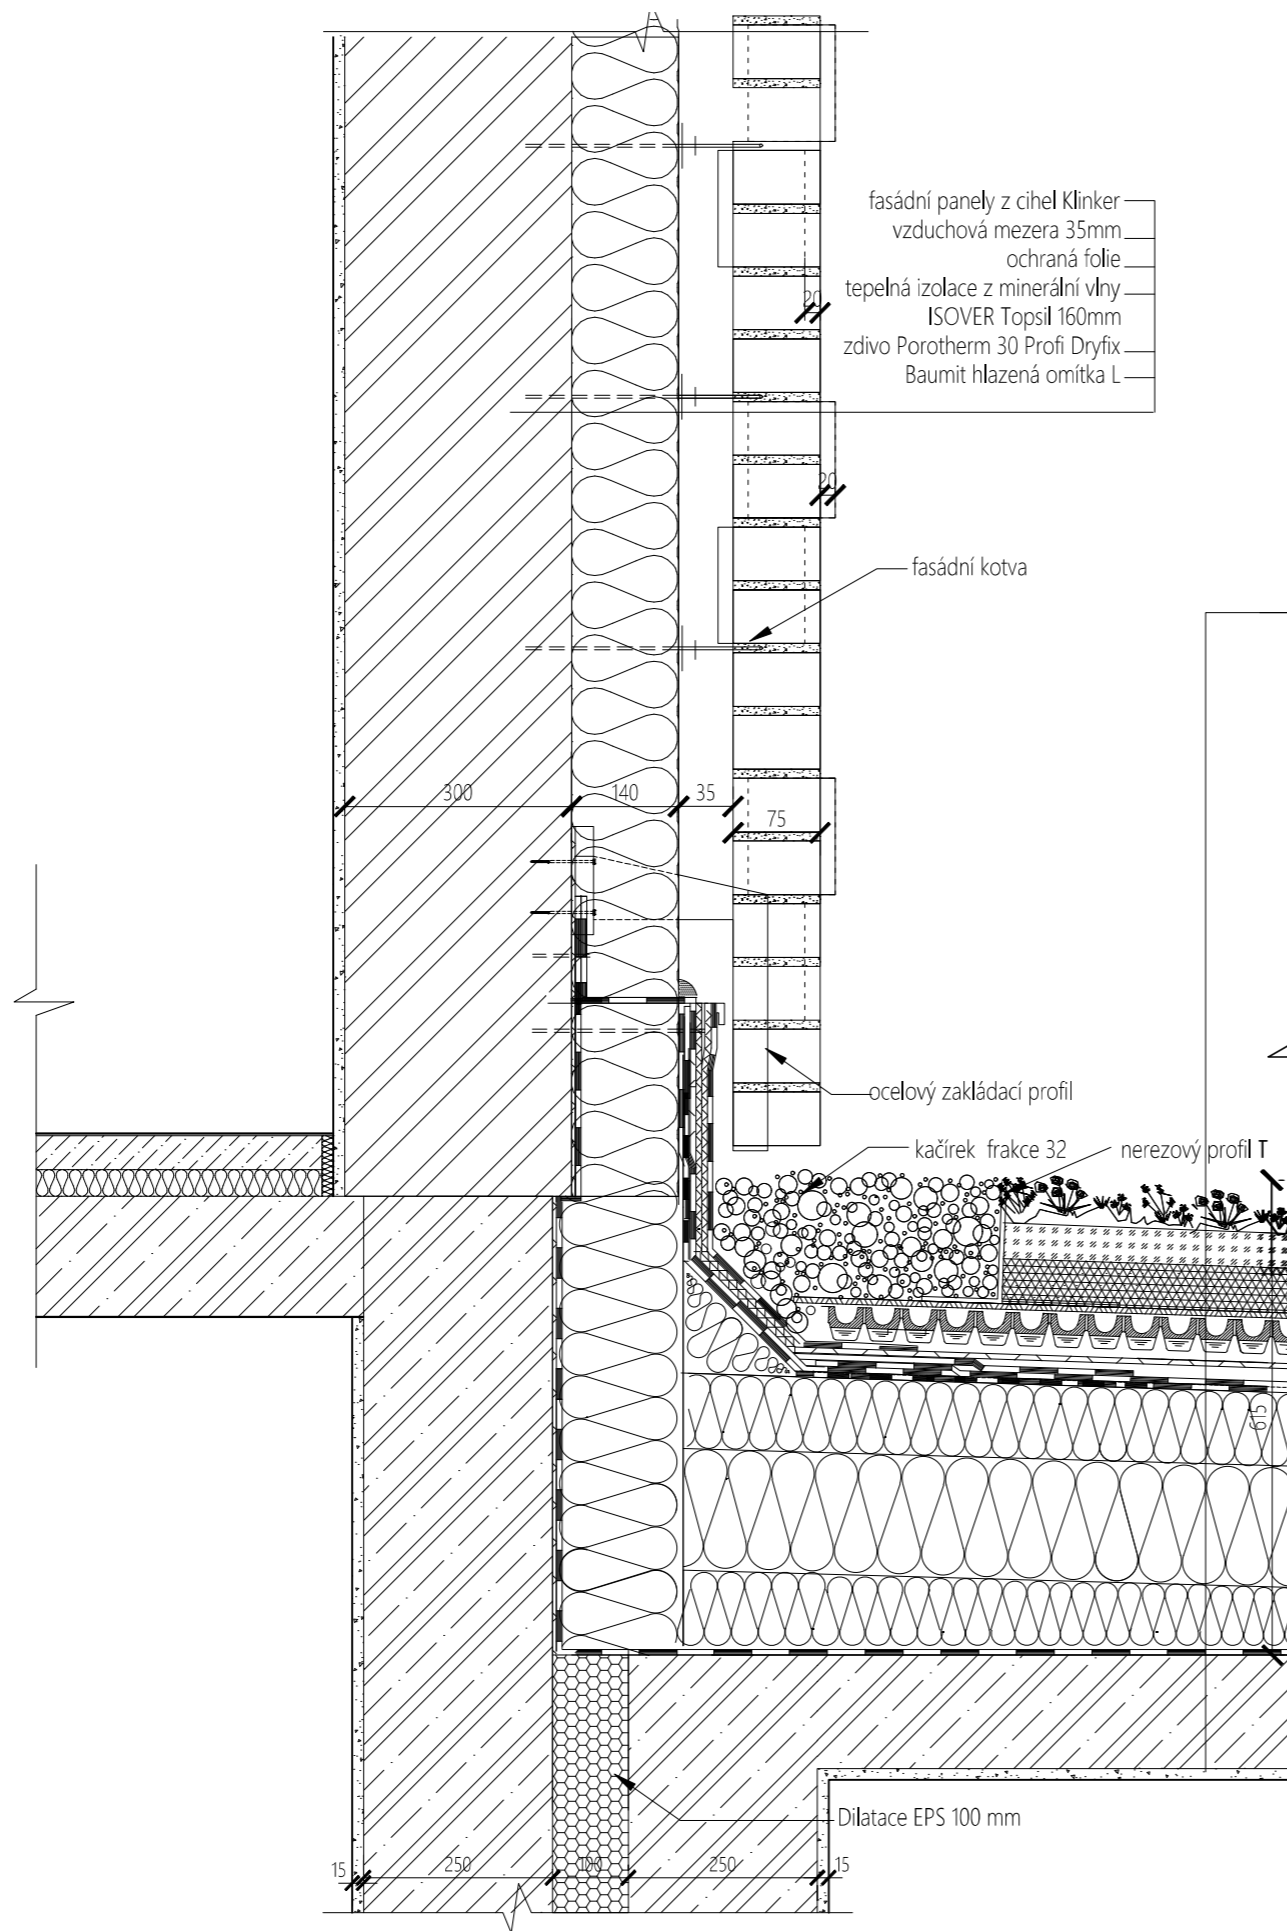 fasádní panely z cihel Klinker
vzduchová mezera 35mm
ochraná folie
tepelná izolace z minerální vlny
ISOVER Topsil 160mm
zdivo Porotherm 30 Profi Dryfix
Baumit hlazená omítka L
20
20
fasádní kotva
300 140 35
75
ocelový zakládací profil
kačírek frakce 32 nerezový profil T
615
Dilatace EPS 100 mm
15 250 100 250 15